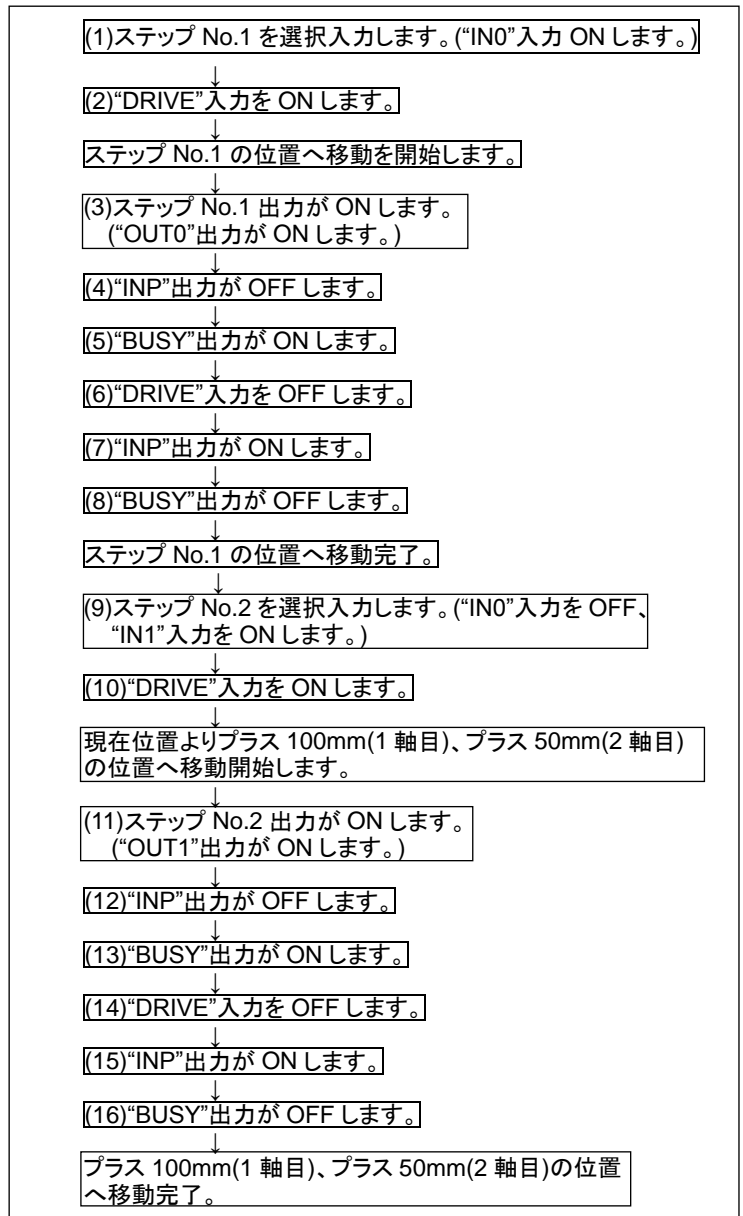 (1)ステップ No.1 を選択入力します。(“IN0”入力 ON します。)
↓
(2)“DRIVE”入力を ON します。
↓
ステップ No.1 の位置へ移動を開始します。
↓
(3)ステップ No.1 出力が ON します。
(“OUT0”出力が ON します。)
↓
(4)“INP”出力が OFF します。
↓
(5)“BUSY”出力が ON します。
↓
(6)“DRIVE”入力を OFF します。
↓
(7)“INP”出力が ON します。
↓
(8)“BUSY”出力が OFF します。
↓
ステップ No.1 の位置へ移動完了。
↓
(9)ステップ No.2 を選択入力します。(“IN0”入力を OFF、
“IN1”入力を ON します。)
↓
(10)“DRIVE”入力を ON します。
↓
現在位置よりプラス 100mm(1 軸目)、プラス 50mm(2 軸目)
の位置へ移動開始します。
↓
(11)ステップ No.2 出力が ON します。
(“OUT1”出力が ON します。)
↓
(12)“INP”出力が OFF します。
↓
(13)“BUSY”出力が ON します。
↓
(14)“DRIVE”入力を OFF します。
↓
(15)“INP”出力が ON します。
↓
(16)“BUSY”出力が OFF します。
↓
プラス 100mm(1 軸目)、プラス 50mm(2 軸目)の位置
へ移動完了。